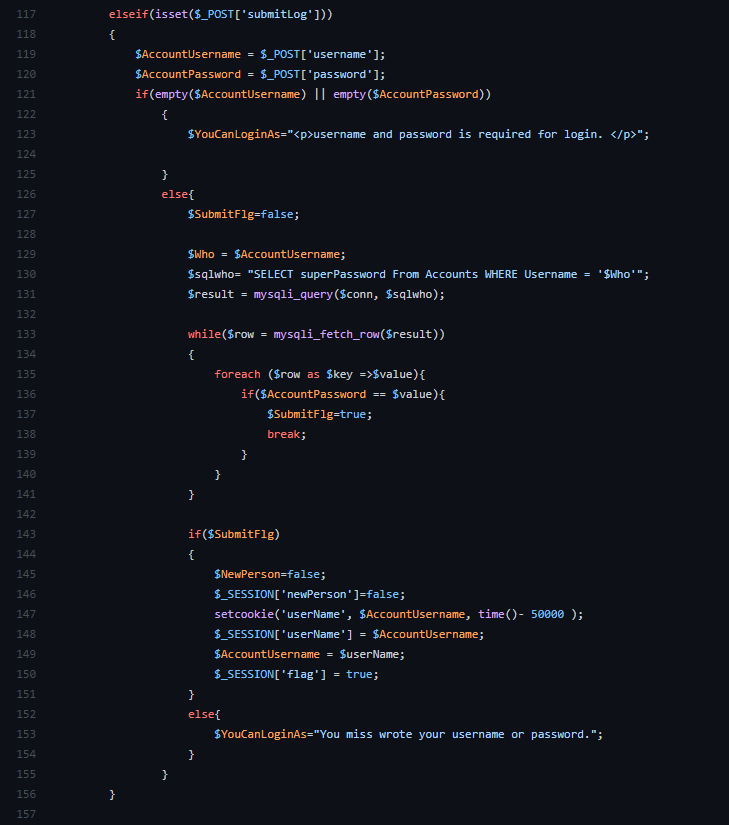 117 elseif(isset($_POST['submitLog']))
118 {
119 $AccountUsername = $_POST['username'];
120 $AccountPassword = $_POST['password'];
121 if(empty($AccountUsername) || empty($AccountPassword))
122 {
123 $YouCanLoginAs="<p>username and password is required for login. </p>";
124
125 }
126 else{
127 $SubmitFlg=false;
128
129 $Who = $AccountUsername;
130 $sqlwho= "SELECT superPassword From Accounts WHERE Username = '$Who'";
131 $result = mysqli_query($conn, $sqlwho);
132
133 while($row = mysqli_fetch_row($result))
134 {
135 foreach ($row as $key =>$value){
136 if($AccountPassword == $value){
137 $SubmitFlg=true;
138 break;
139 }
140 }
141 }
142
143 if($SubmitFlg)
144 {
145 $NewPerson=false;
146 $_SESSION['newPerson']=false;
147 setcookie('userName', $AccountUsername, time()- 50000 );
148 $_SESSION['userName'] = $AccountUsername;
149 $AccountUsername = $userName;
150 $_SESSION['flag'] = true;
151 }
152 else{
153 $YouCanLoginAs="You miss wrote your username or password.";
154 }
155 }
156 }
157